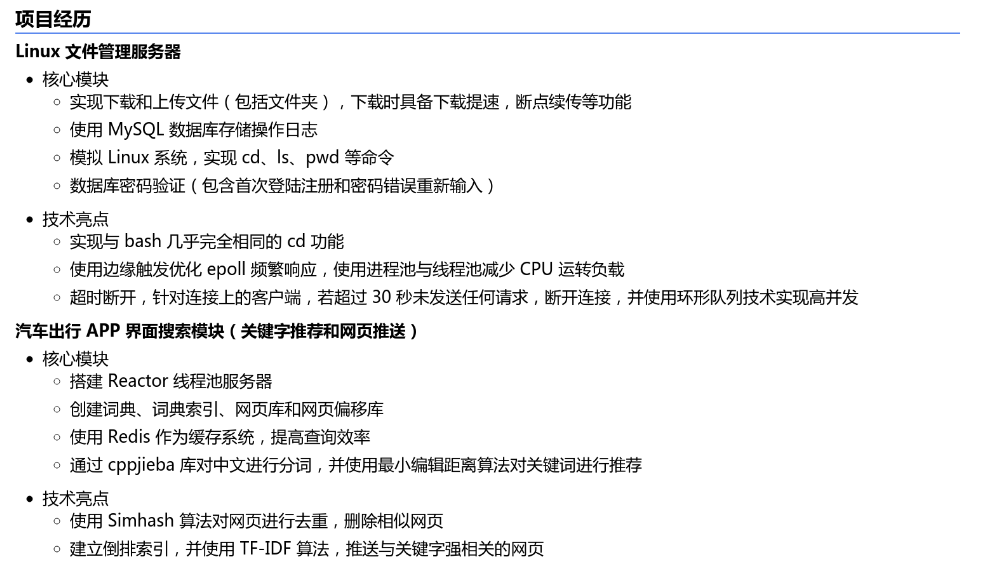 项目经历
Linux 文件管理服务器
• 核心模块
○ 实现下载和上传文件（包括文件夹），下载时具备下载提速，断点续传等功能
○ 使用 MySQL 数据库存储操作日志
○ 模拟 Linux 系统，实现 cd、ls、pwd 等命令
○ 数据库密码验证（包含首次登陆注册和密码错误重新输入）
• 技术亮点
○ 实现与 bash 几乎完全相同的 cd 功能
○ 使用边缘触发优化 epoll 频繁响应，使用进程池与线程池减少 CPU 运转负载
○ 超时断开，针对连接上的客户端，若超过 30 秒未发送任何请求，断开连接，并使用环形队列技术实现高并发
汽车出行 APP 界面搜索模块（关键字推荐和网页推送）
• 核心模块
○ 搭建 Reactor 线程池服务器
○ 创建词典、词典索引、网页库和网页偏移库
○ 使用 Redis 作为缓存系统，提高查询效率
○ 通过 cppjieba 库对中文进行分词，并使用最小编辑距离算法对关键词进行推荐
• 技术亮点
○ 使用 Simhash 算法对网页进行去重，删除相似网页
○ 建立倒排索引，并使用 TF-IDF 算法，推送与关键字强相关的网页